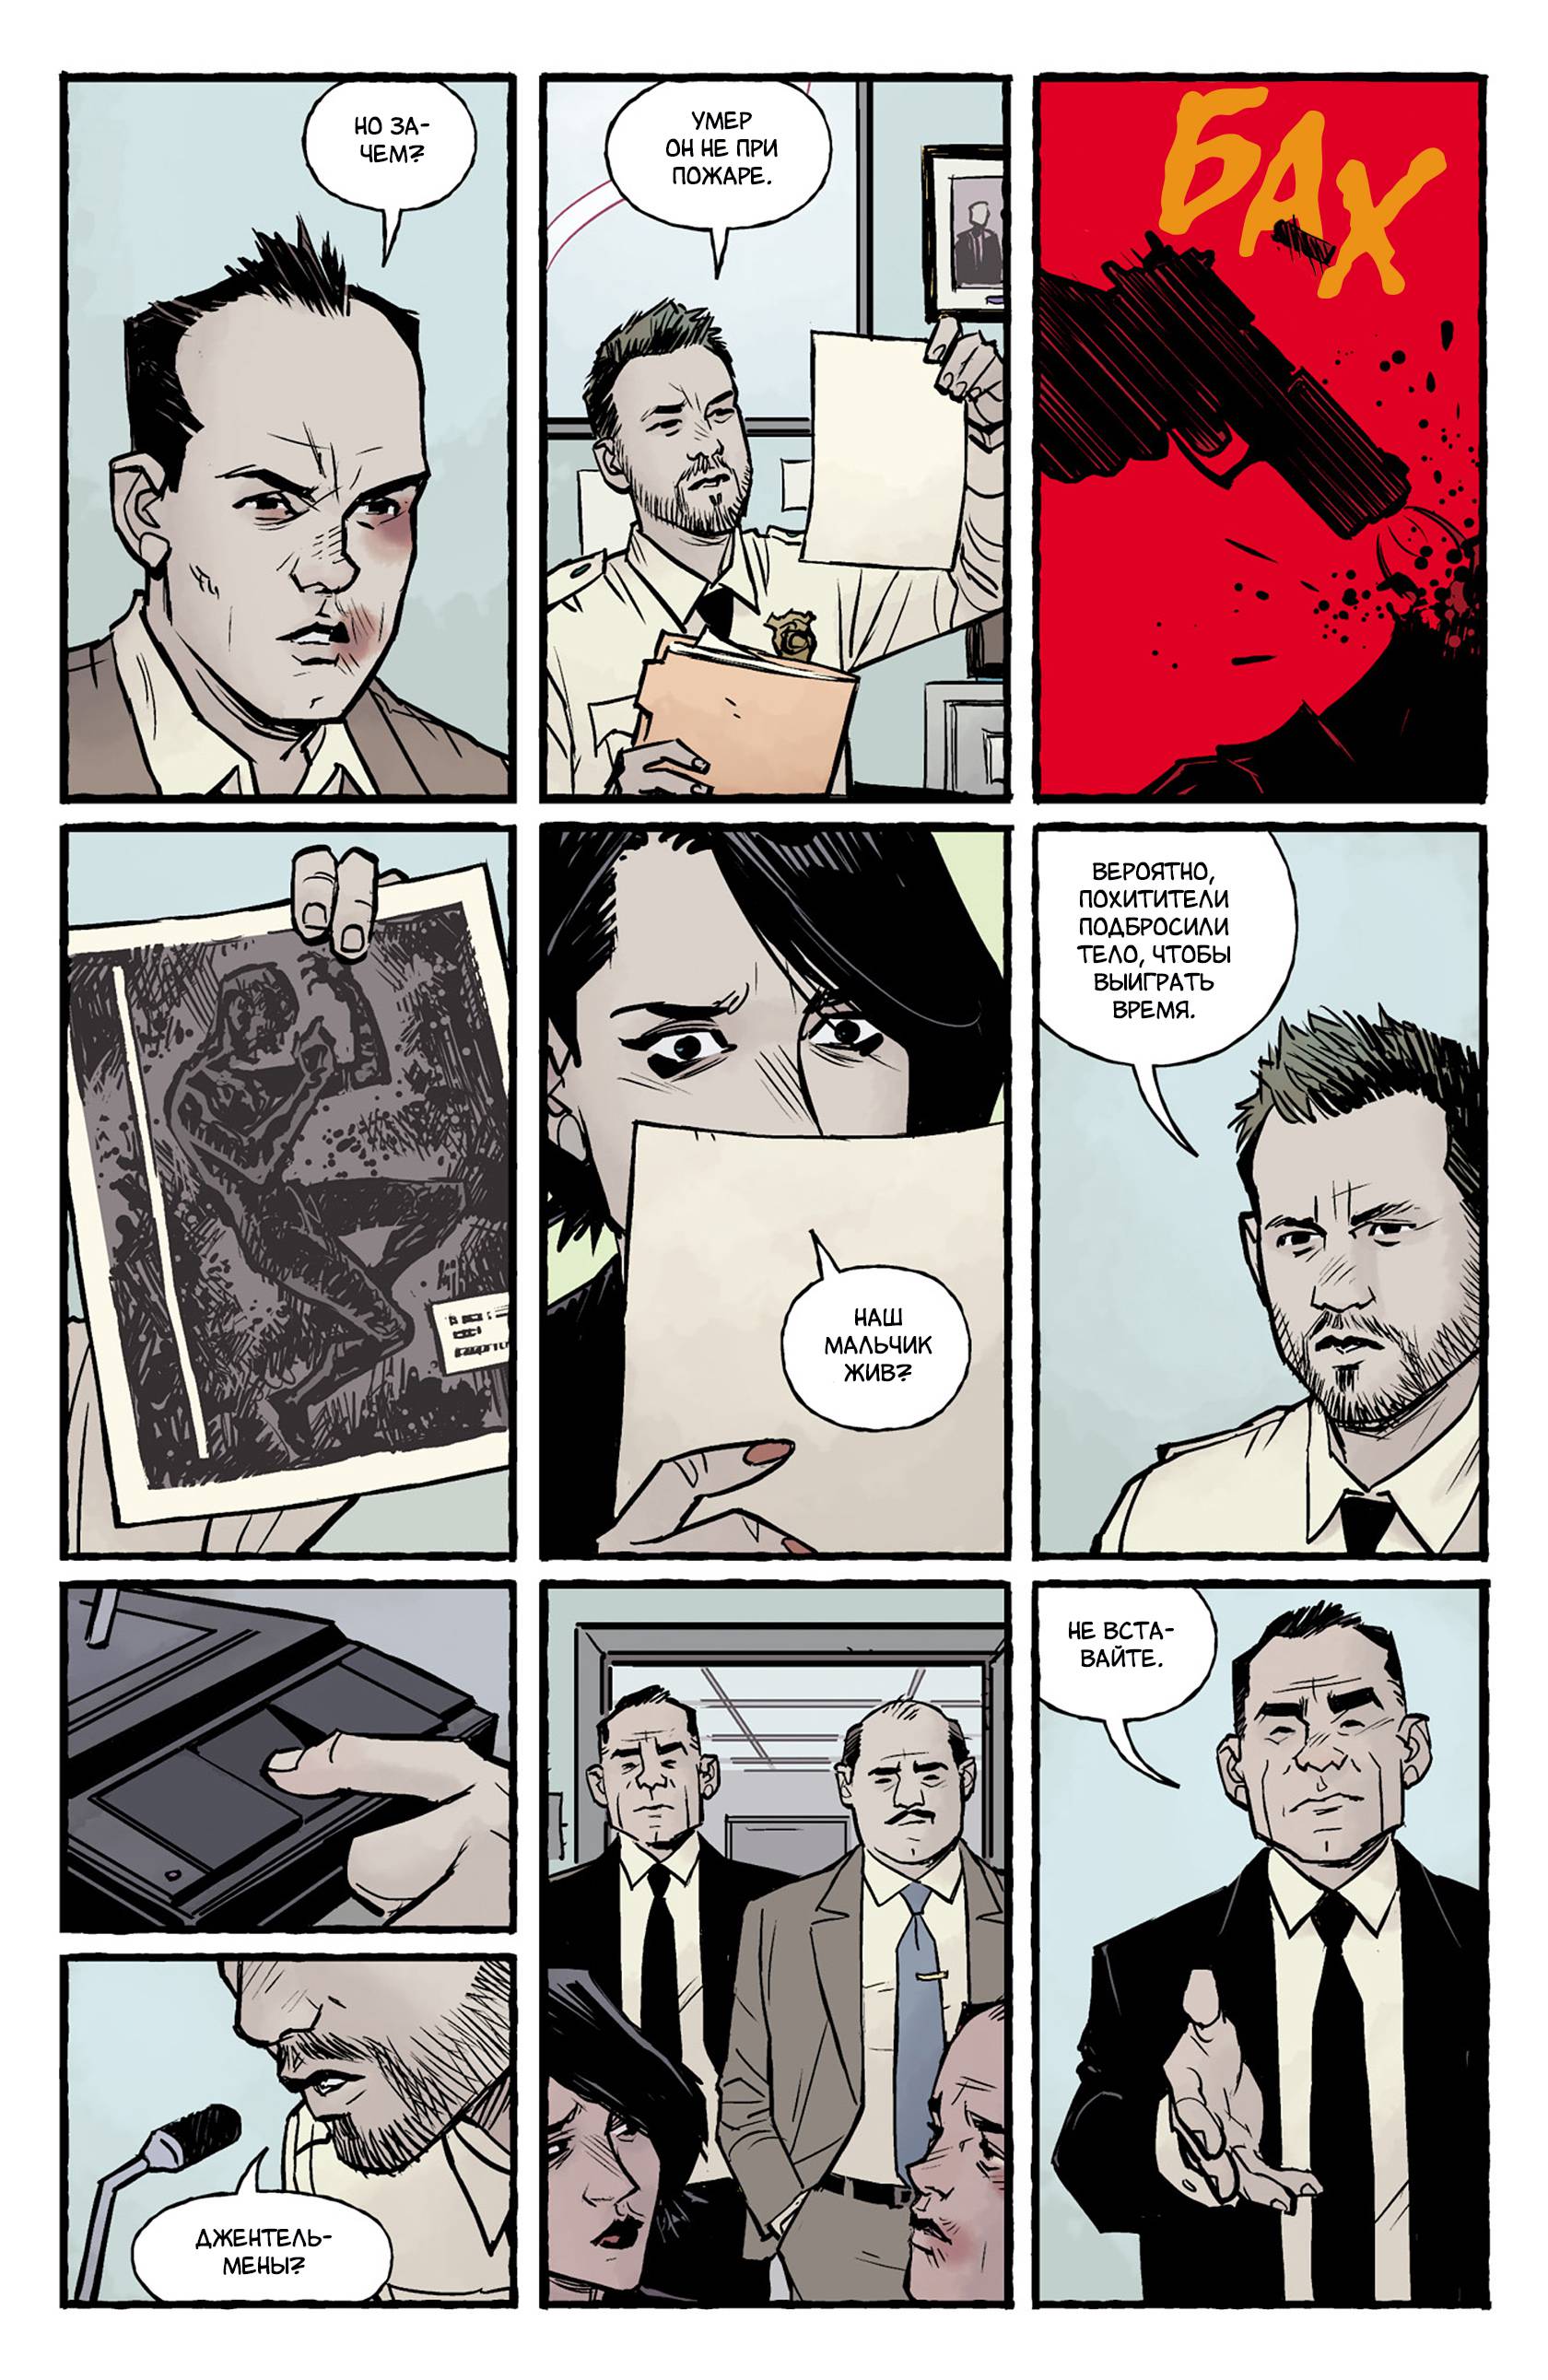 НО ЗА-
ЧЕМ?
УМЕР
ОН НЕ ПРИ
ПОЖАРЕ.
БАХ
НАШ
МАЛЬЧИК
ЖИВ?
ВЕРОЯТНО,
ПОХИТИТЕЛИ
ПОДБРОСИЛИ
ТЕЛО, ЧТОБЫ
ВЫИГРАТЬ
ВРЕМЯ.
ДЖЕНТЕЛЬ-
МЕНЫ?
НЕ ВСТА-
ВАЙТЕ.